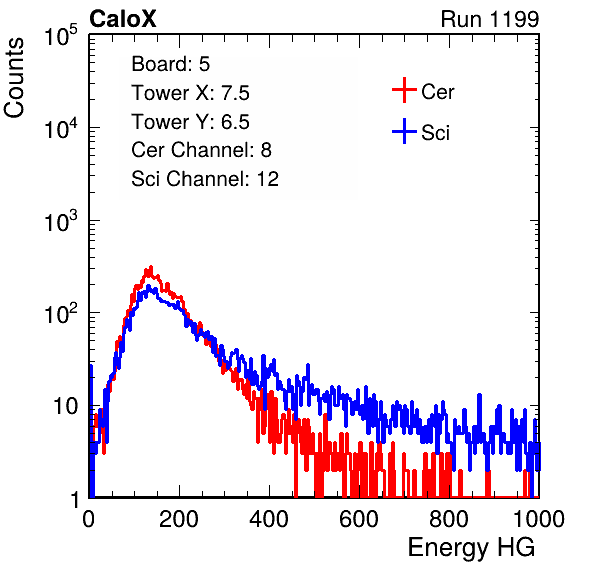 CaloX Run 1199
Counts
Board: 5
Tower X: 7.5
Tower Y: 6.5
Cer Channel: 8
Sci Channel: 12
Cer
Sci
10^5
10^4
10^3
10^2
10
1
0 200 400 600 800 1000
Energy HG